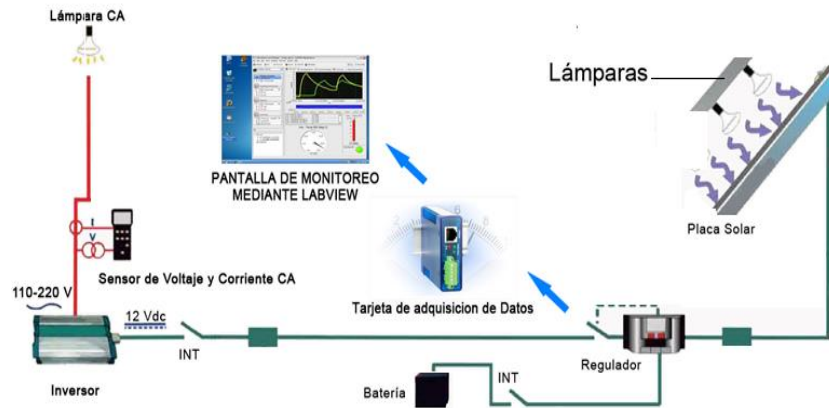 Lámpara CA
Lámparas
PANTALLA DE MONITOREO
MEDIANTE LABVIEW
Placa Solar
I
V
Sensor de Voltaje y Corriente CA
110-220 V
12 Vdc
Tarjeta de adquisicion de Datos
INT
Regulador
Inversor
Batería
INT